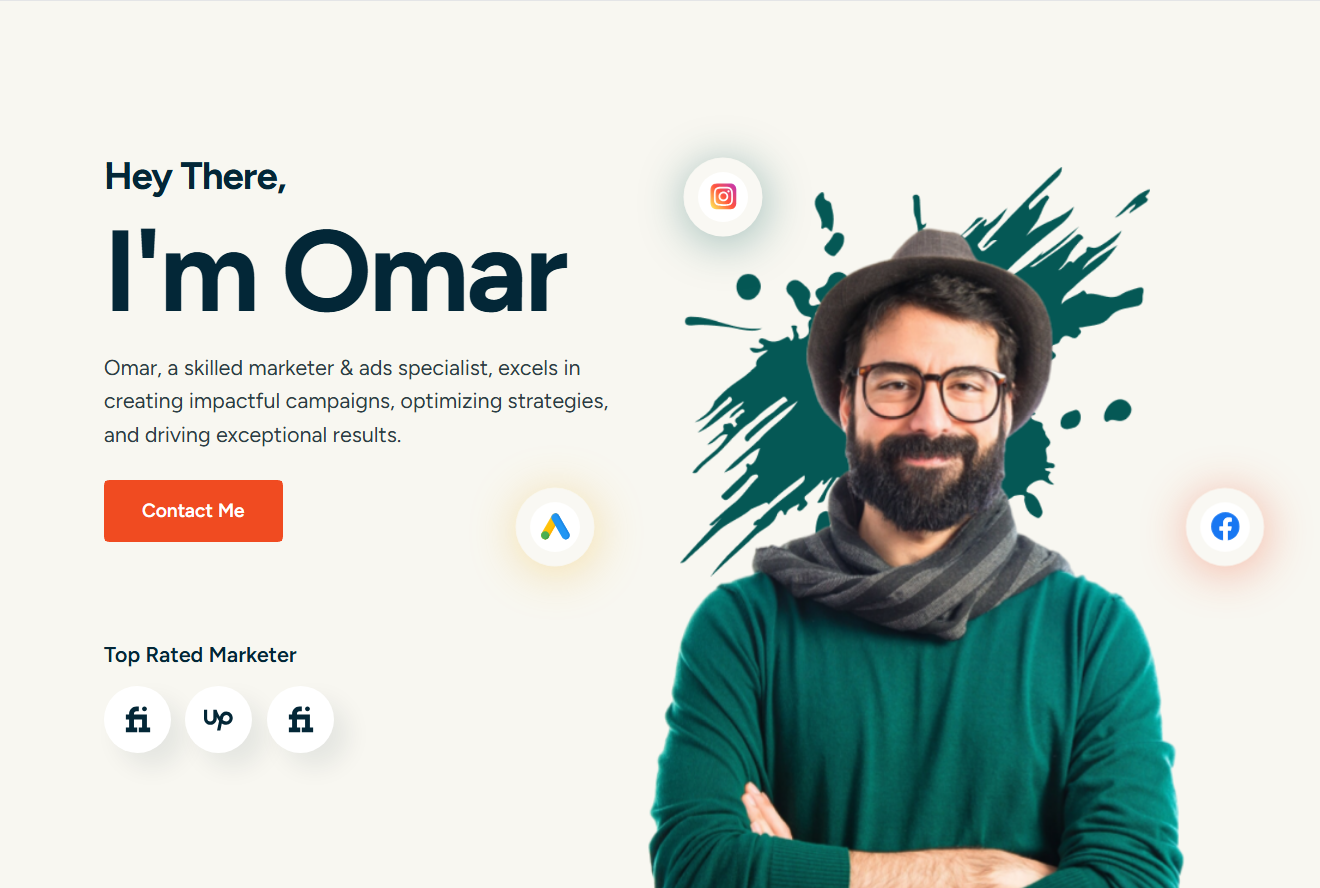 Hey There,
I'm Omar
Omar, a skilled marketer & ads specialist, excels in
creating impactful campaigns, optimizing strategies,
and driving exceptional results.
Contact Me
Top Rated Marketer
fi up fi